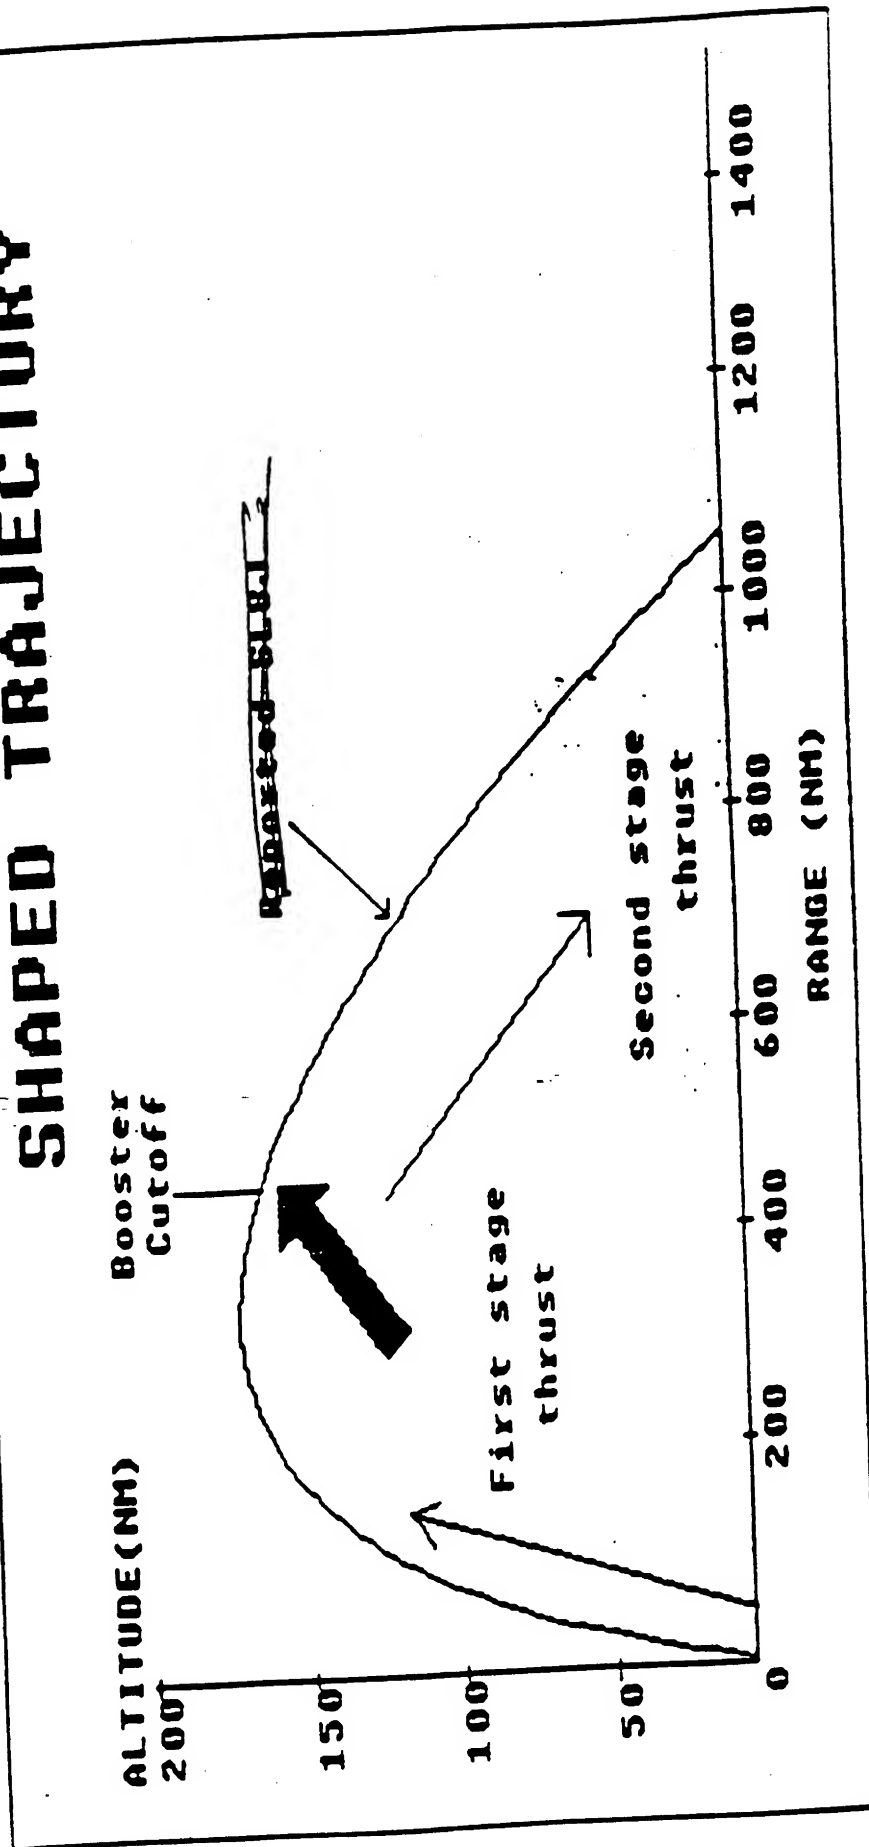 SHAPED TRAJECTORY
ALTITUDE(NM)
200
150
100
50
0
Booster
Cutoff
First stage
thrust
Second stage
thrust
200
400
600
800
1000
1200
1400
RANGE (NM)